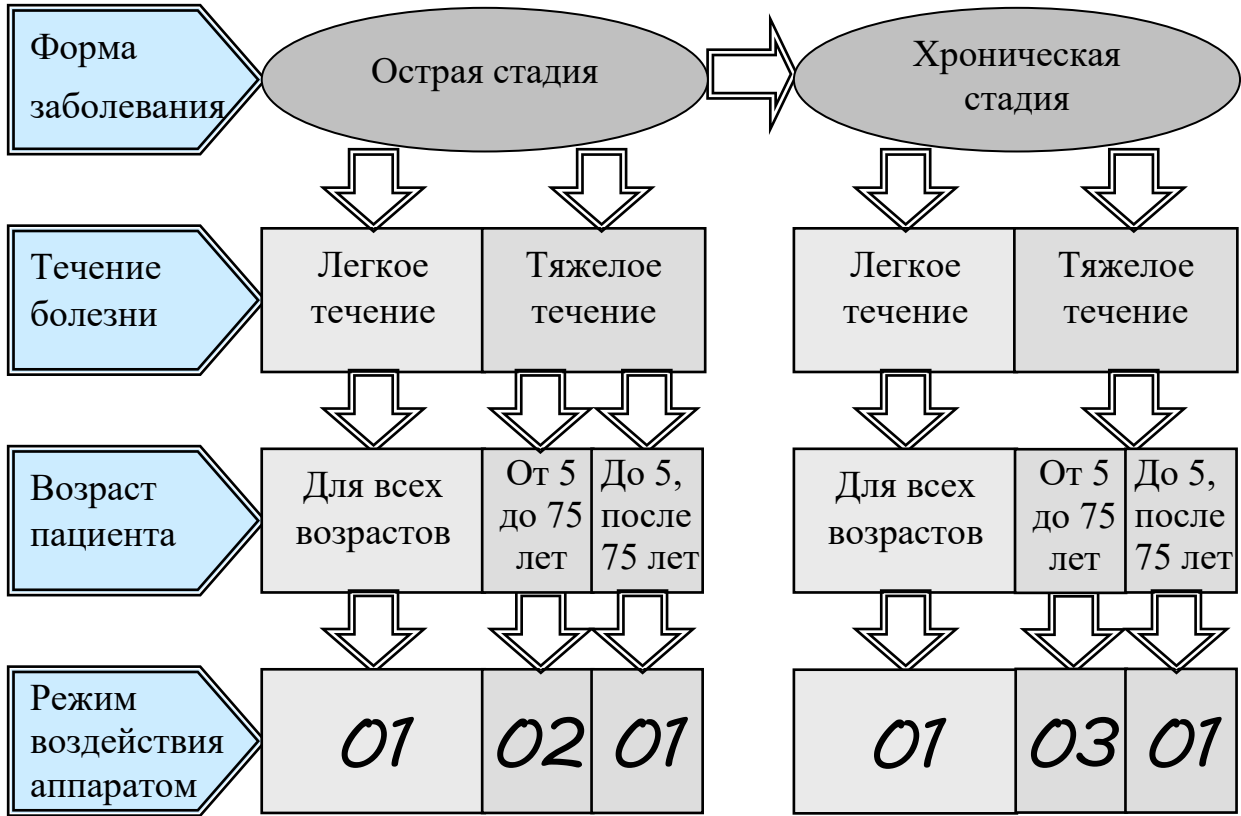 Форма
заболевания
Острая стадия
Хроническая
стадия
Течение
болезни
Легкое
течение
Тяжелое
течение
Легкое
течение
Тяжелое
течение
Возраст
пациента
Для всех
возрастов
От 5
до 75
лет
До 5,
после
75 лет
Для всех
возрастов
От 5
до 75
лет
До 5,
после
75 лет
Режим
воздействия
аппаратом
01
02
01
01
03
01